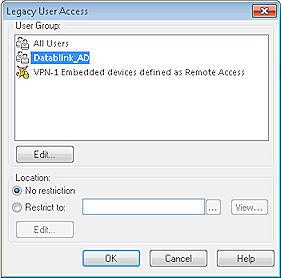 Legacy User Access
User Group:
All Users
Datablink_AD
VPN-1 Embedded devices defined as Remote Access
Edit...
Location:
No restriction
Restrict to:
...
View...
Edit...
OK
Cancel
Help